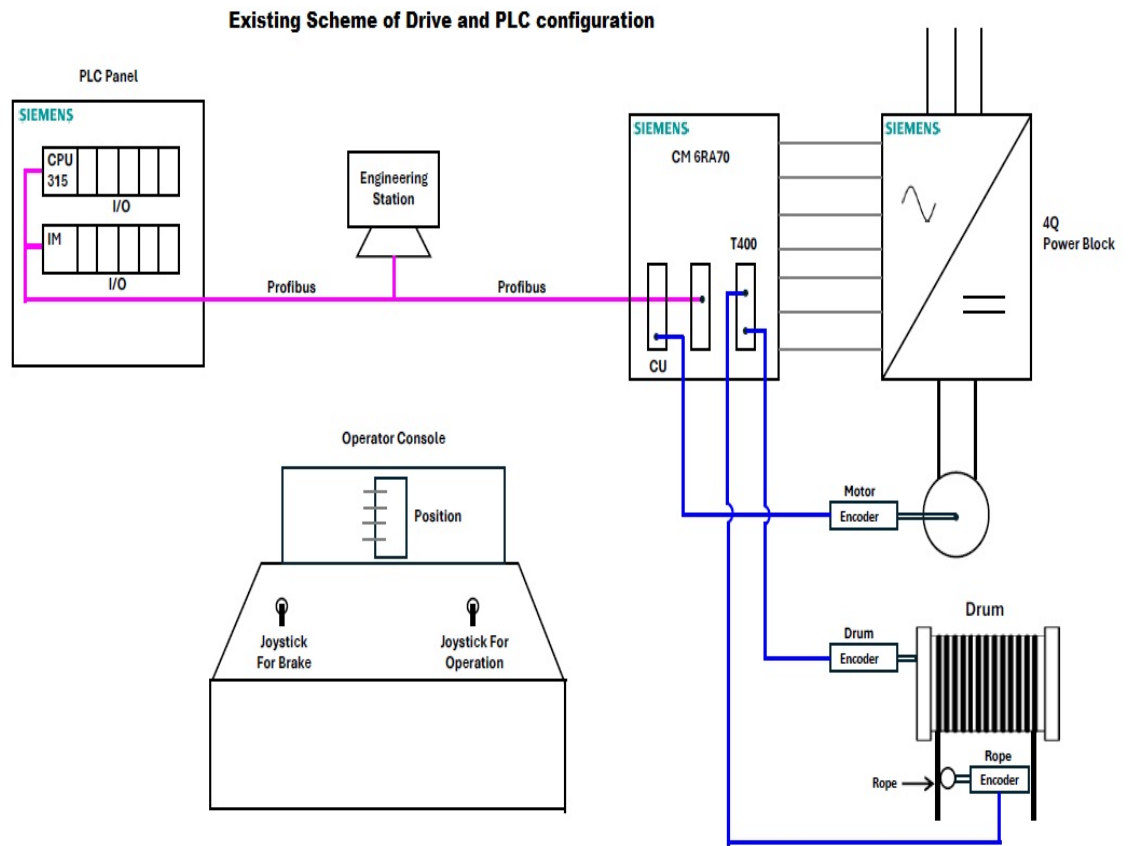 Existing Scheme of Drive and PLC configuration
PLC Panel
SIEMENS
CPU
315
I/O
IM
I/O
Engineering
Station
Profibus
Profibus
SIEMENS
CM 6RA70
T400
CU
SIEMENS
4Q
Power Block
Operator Console
Position
Joystick
For Brake
Joystick For
Operation
Motor
Encoder
Drum
Drum
Encoder
Rope
Encoder
Rope